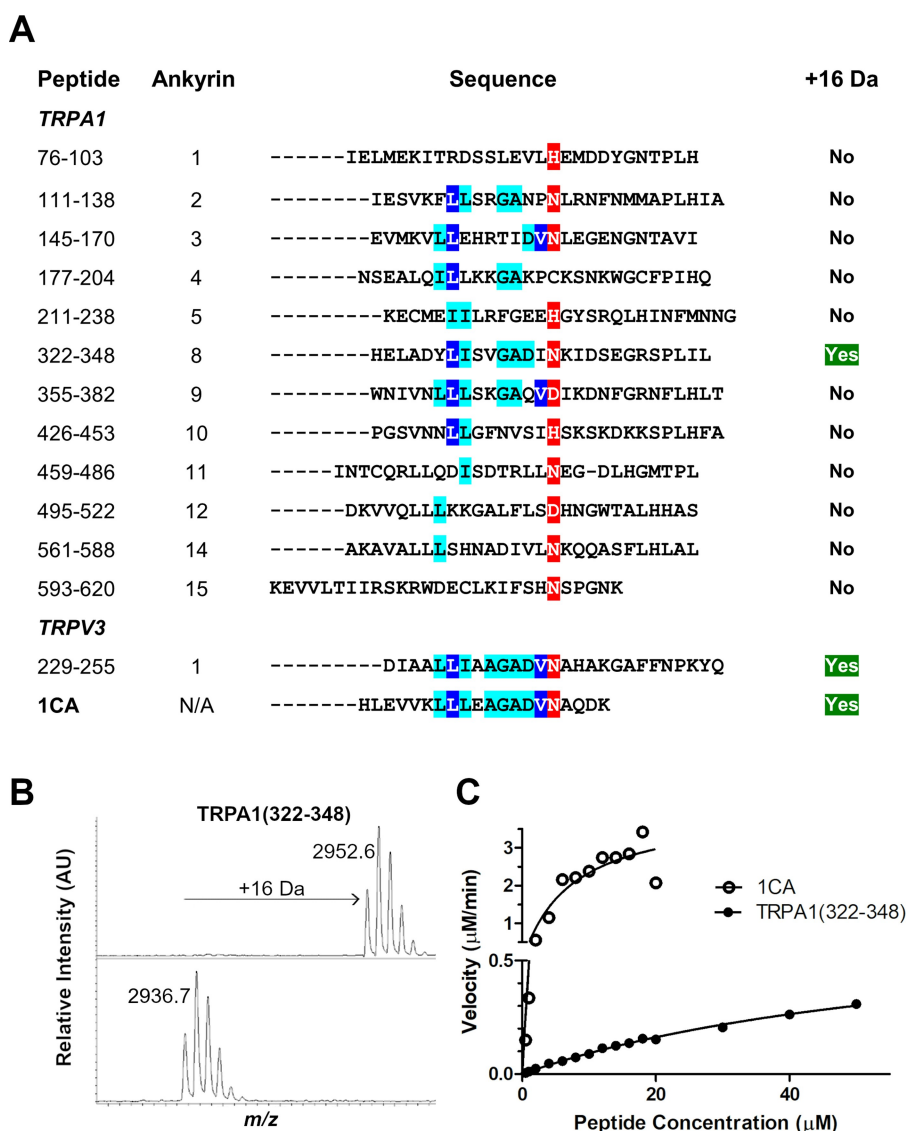 A
Peptide Ankyrin Sequence +16 Da
TRPA1
76-103 1 ------IELMEKITRDSSLEVLHEMDDYGNTPLH No
111-138 2 --------IESVKFLLSRGANPNLRNFNMMAPLHIA No
145-170 3 --------EVMKVLLEHRTIDVNLEGENGNTAVI No
177-204 4 -------NSEALQILLKKGAKPCKSNKWGCFPIHQ No
211-238 5 ---------KECMEIILRFGEEHGYSRQLHINFMNNG No
322-348 8 --------HELADYLISVGADINKIDSEGRSPLIL Yes
355-382 9 --------WNIVNLLLSKGAQVDIKDNFGRNFLHLT No
426-453 10 --------PGSVNNLLGFNVSIHSKSKDKKSPLHFA No
459-486 11 -----INTCQRLLQDISDTRLLNEG-DLHGMTPL No
495-522 12 ------DKVVQLLLKKGALFLSDHNGWTALHHAS No
561-588 14 ------AKAVALLLSHNADIVLNKQQASFLHLAL No
593-620 15 KEVVLTIIRSKRWDECLKIFSHNSPGNK No
TRPV3
229-255 1 ---------DIAALLIAAGADVNAHAKGAFFNPKYQ Yes
1CA N/A -------HLEVVKLLLEAGADVNAQDK Yes
B
TRPA1(322-348)
2952.6
+16 Da
2936.7
Relative Intensity (AU)
m/z
C
3
2
1
0.5
0.0
Velocity (µM/min)
1CA
TRPA1(322-348)
0 20 40
Peptide Concentration (µM)